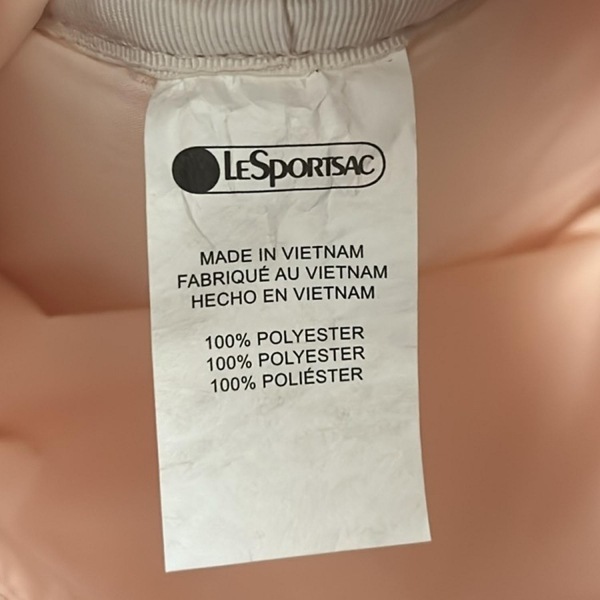 LeSportsac
MADE IN VIETNAM
FABRIQUÉ AU VIETNAM
HECHO EN VIETNAM
100% POLYESTER
100% POLYESTER
100% POLIÉSTER